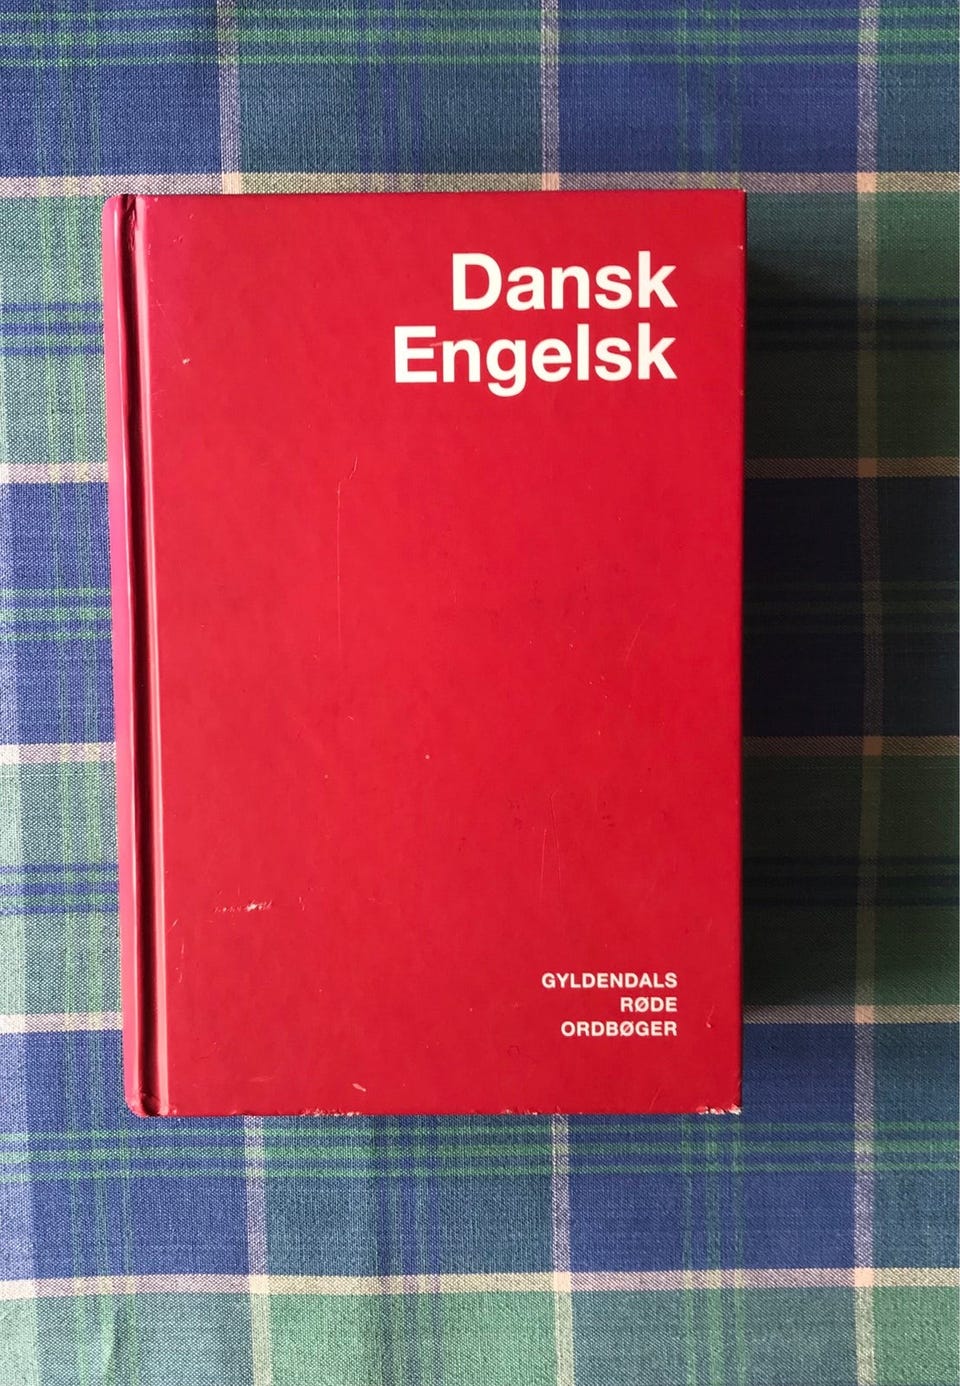 Dansk
Engelsk
GYLDENDALS
RØDE
ORDBØGER